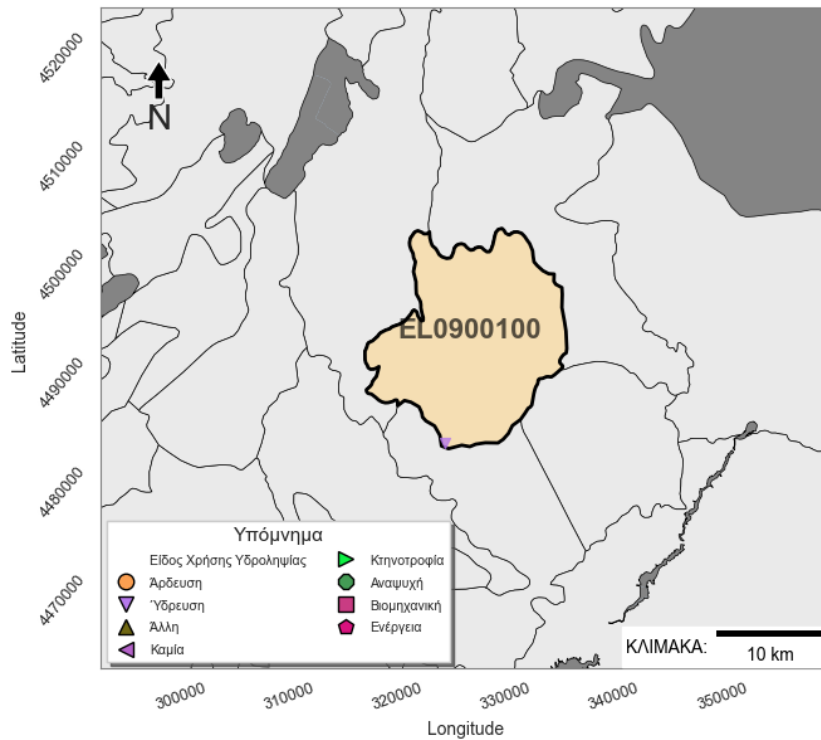 4520000
4510000
4500000
4490000
4480000
4470000
Latitude
N
EL0900100
Υπόμνημα
Είδος Χρήσης Υδροληψίας
Άρδευση
Ύδρευση
Άλλη
Καμία
Κτηνοτροφία
Αναψυχή
Βιομηχανική
Ενέργεια
ΚΛΙΜΑΚΑ:
10 km
300000
310000
320000
330000
340000
350000
Longitude